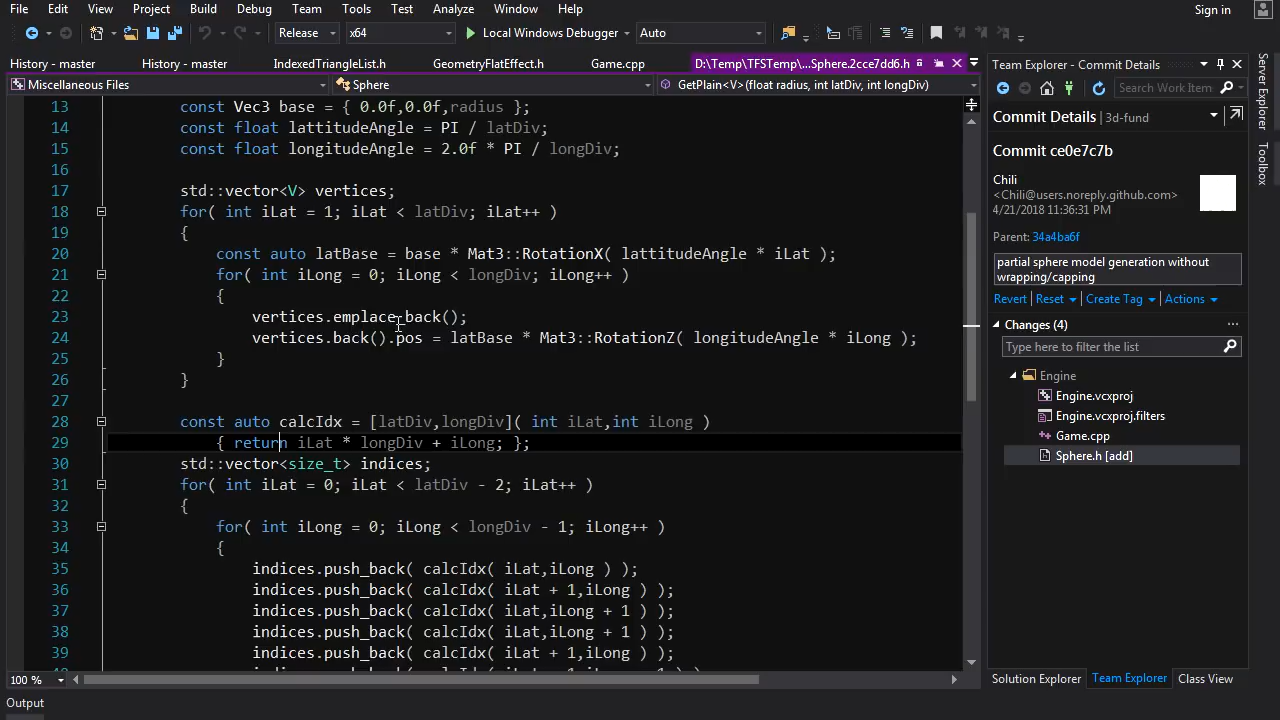 File Edit View Project Build Debug Team Tools Test Analyze Window Help Sign in
Release x64 Local Windows Debugger Auto
History - master History - master IndexedTriangleList.h GeometryFlatEffect.h Game.cpp D:\Temp\TFSTemp\...Sphere.2cce7dd6.h
Miscellaneous Files Sphere GetPlain<V>(float radius, int latDiv, int longDiv)
13 const Vec3 base = { 0.0f,0.0f,radius };
14 const float lattitudeAngle = PI / latDiv;
15 const float longitudeAngle = 2.0f * PI / longDiv;
16
17 std::vector<V> vertices;
18 for( int iLat = 1; iLat < latDiv; iLat++ )
19 {
20 const auto latBase = base * Mat3::RotationX( lattitudeAngle * iLat );
21 for( int iLong = 0; iLong < longDiv; iLong++ )
22 {
23 vertices.emplace_back();
24 vertices.back().pos = latBase * Mat3::RotationZ( longitudeAngle * iLong );
25 }
26 }
27
28 const auto calcIdx = [latDiv,longDiv]( int iLat,int iLong )
29 { return iLat * longDiv + iLong; };
30 std::vector<size_t> indices;
31 for( int iLat = 0; iLat < latDiv - 2; iLat++ )
32 {
33 for( int iLong = 0; iLong < longDiv - 1; iLong++ )
34 {
35 indices.push_back( calcIdx( iLat,iLong ) );
36 indices.push_back( calcIdx( iLat + 1,iLong ) );
37 indices.push_back( calcIdx( iLat,iLong + 1 ) );
38 indices.push_back( calcIdx( iLat,iLong + 1 ) );
39 indices.push_back( calcIdx( iLat + 1,iLong ) );
100 %
Output
Team Explorer - Commit Details
Search Work Items
Commit Details 3d-fund
Commit ce0e7c7b
Chili
<Chili@users.noreply.github.com>
4/21/2018 11:36:31 PM
Parent: 34a4ba6f
partial sphere model generation without
wrapping/capping
Revert Reset Create Tag Actions
Changes (4)
Type here to filter the list
Engine
Engine.vcxproj
Engine.vcxproj.filters
Game.cpp
Sphere.h [add]
Solution Explorer Team Explorer Class View
Server Explorer
Toolbox